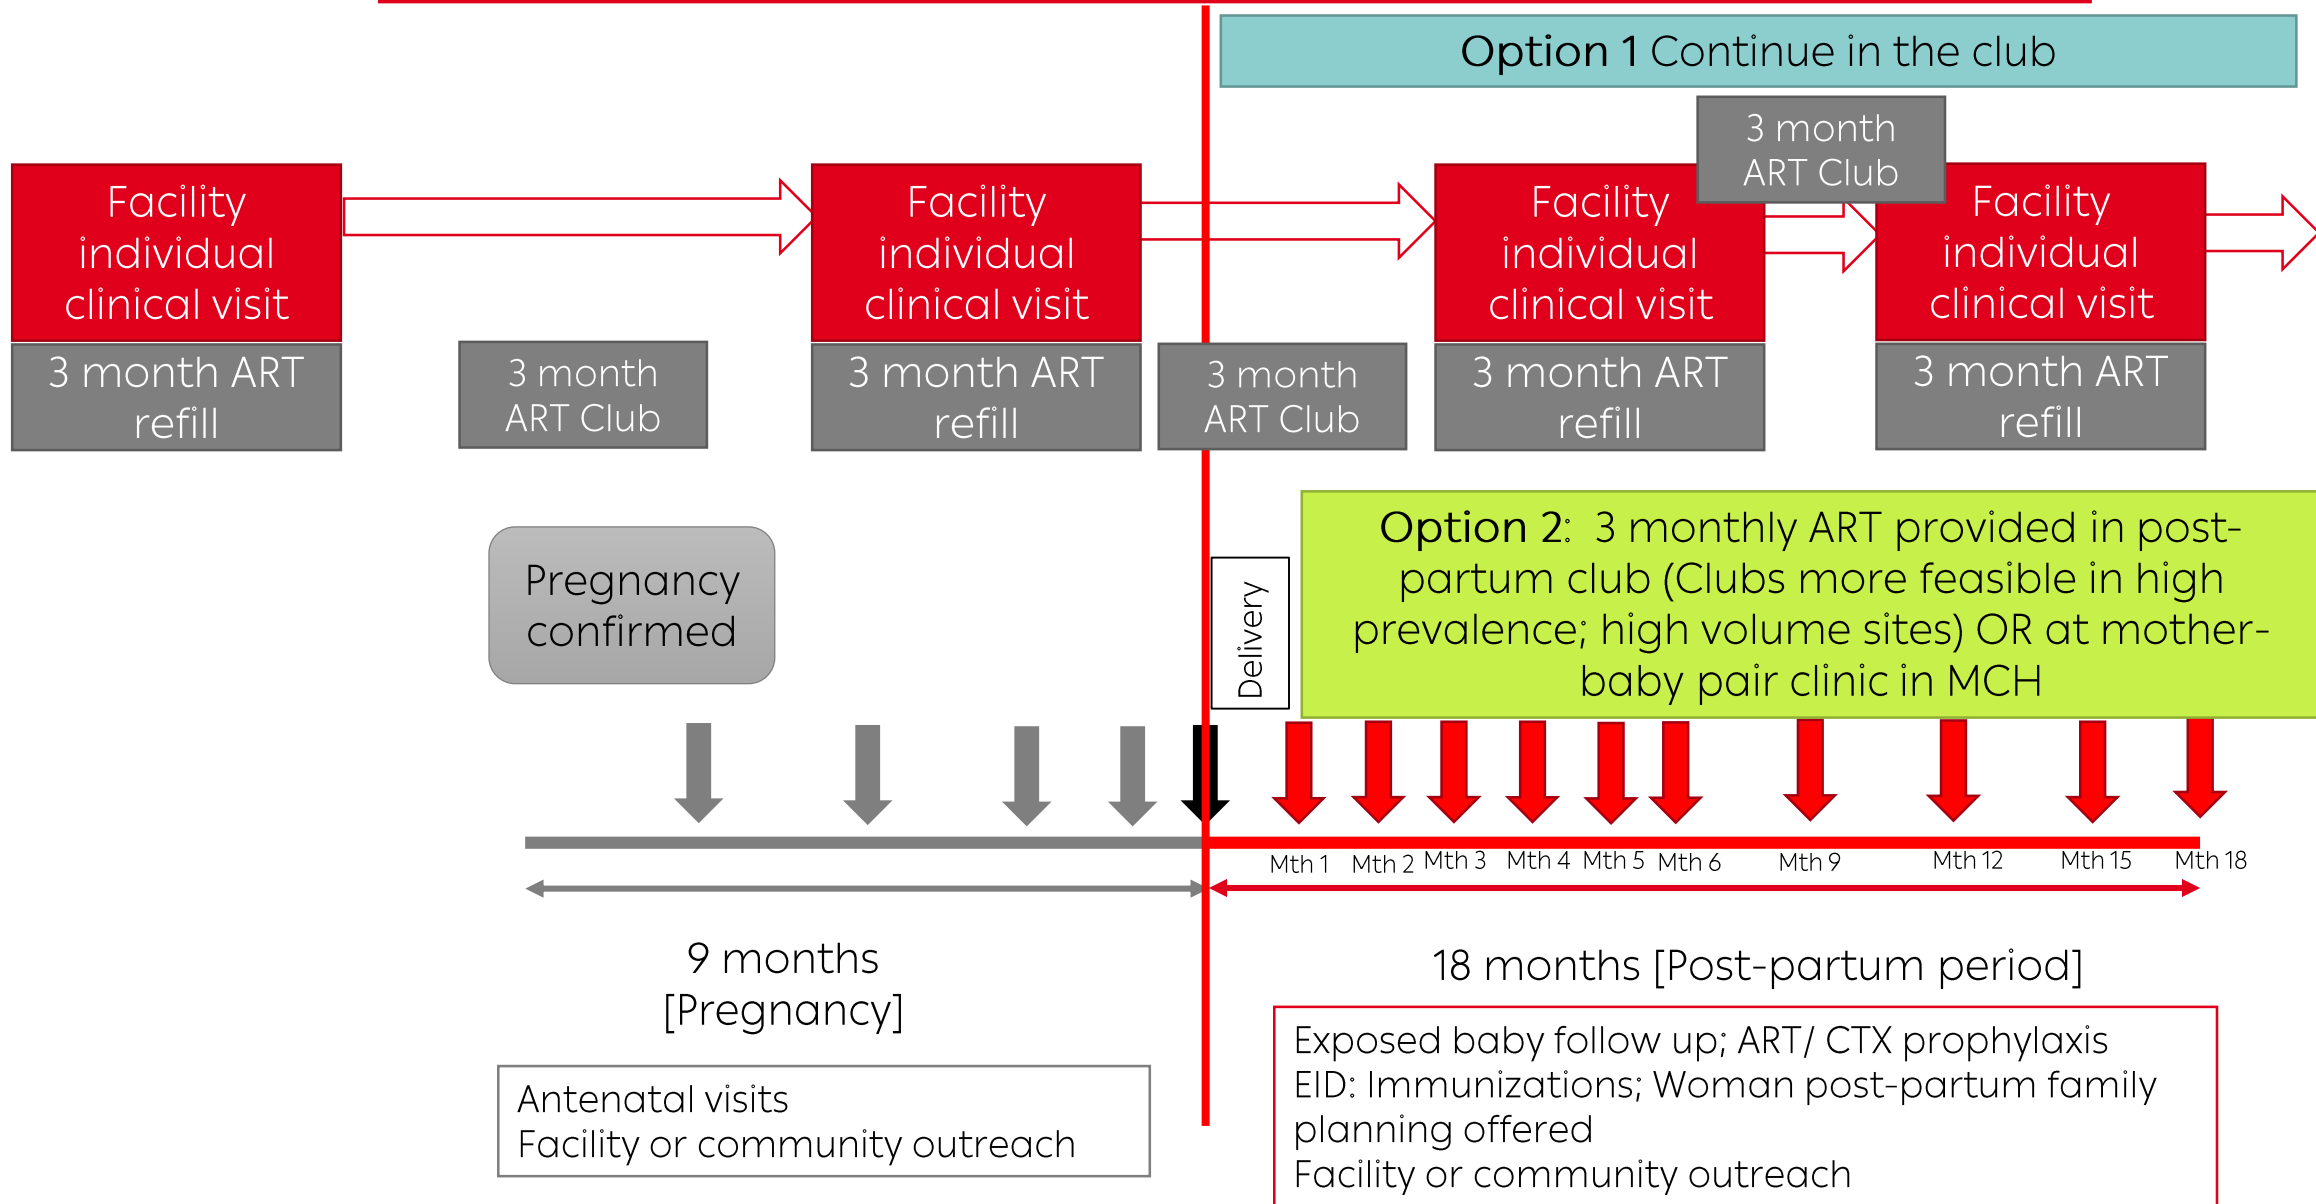 Option 1 Continue in the club
3 month
ART Club
Facility
individual
clinical visit
3 month ART
refill
3 month
ART Club
Facility
individual
clinical visit
3 month ART
refill
3 month
ART Club
Facility
individual
clinical visit
3 month ART
refill
Facility
individual
clinical visit
3 month ART
refill
Pregnancy
confirmed
Delivery
Option 2: 3 monthly ART provided in post-
partum club (Clubs more feasible in high
prevalence; high volume sites) OR at mother-
baby pair clinic in MCH
Mth 1
Mth 2
Mth 3
Mth 4
Mth 5
Mth 6
Mth 9
Mth 12
Mth 15
Mth 18
9 months
[Pregnancy]
18 months [Post-partum period]
Antenatal visits
Facility or community outreach
Exposed baby follow up; ART/ CTX prophylaxis
EID: Immunizations; Woman post-partum family
planning offered
Facility or community outreach